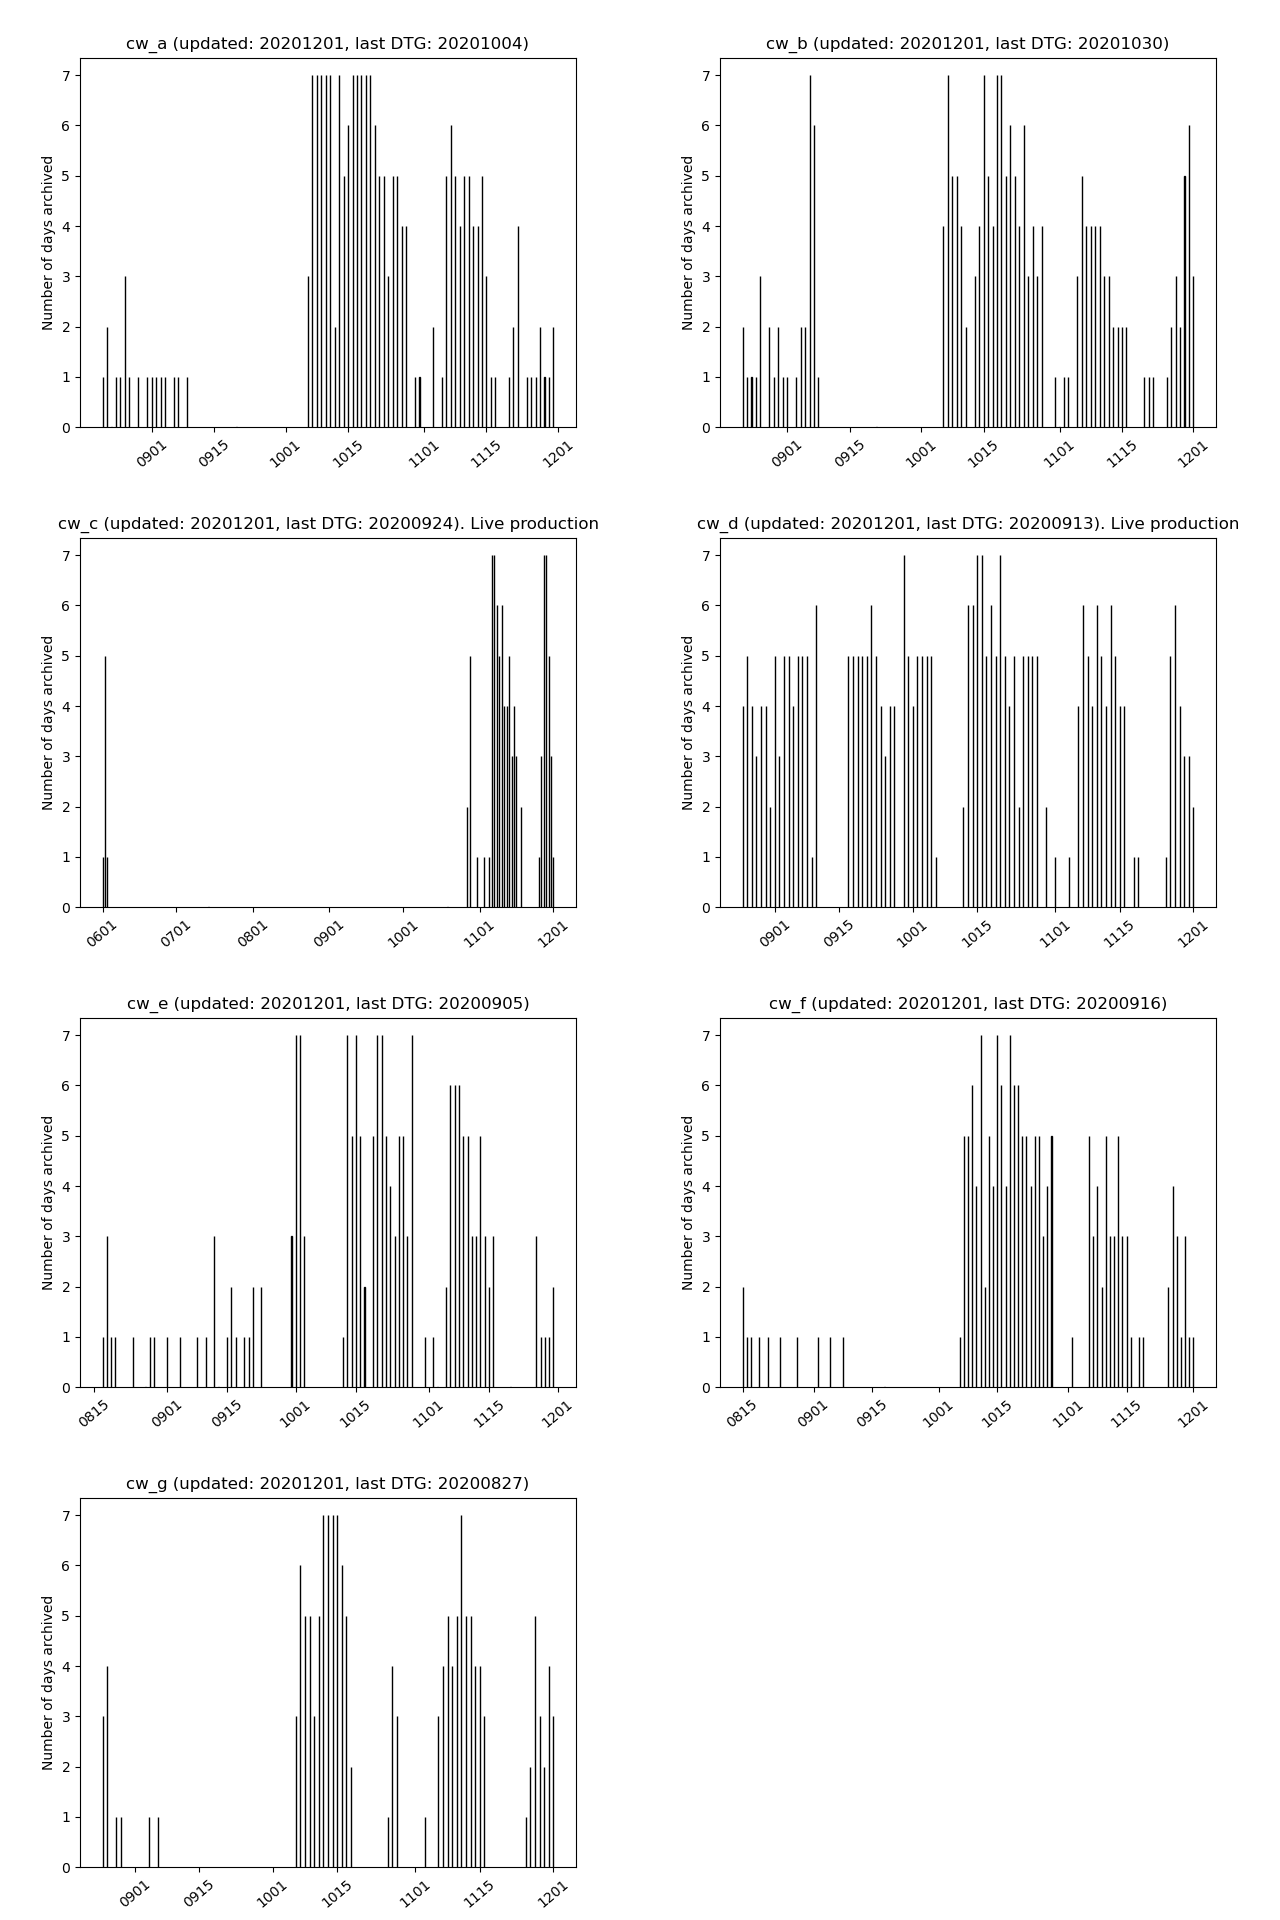 cw_a (updated: 20201201, last DTG: 20201004)
Number of days archived
7
6
5
4
3
2
1
0
0901 0915 1001 1015 1101 1115 1201
cw_b (updated: 20201201, last DTG: 20201030)
Number of days archived
7
6
5
4
3
2
1
0
0901 0915 1001 1015 1101 1115 1201
cw_c (updated: 20201201, last DTG: 20200924). Live production
Number of days archived
7
6
5
4
3
2
1
0
0601 0701 0801 0901 1001 1101 1201
cw_d (updated: 20201201, last DTG: 20200913). Live production
Number of days archived
7
6
5
4
3
2
1
0
0901 0915 1001 1015 1101 1115 1201
cw_e (updated: 20201201, last DTG: 20200905)
Number of days archived
7
6
5
4
3
2
1
0
0815 0901 0915 1001 1015 1101 1115 1201
cw_f (updated: 20201201, last DTG: 20200916)
Number of days archived
7
6
5
4
3
2
1
0
0815 0901 0915 1001 1015 1101 1115 1201
cw_g (updated: 20201201, last DTG: 20200827)
Number of days archived
7
6
5
4
3
2
1
0
0901 0915 1001 1015 1101 1115 1201